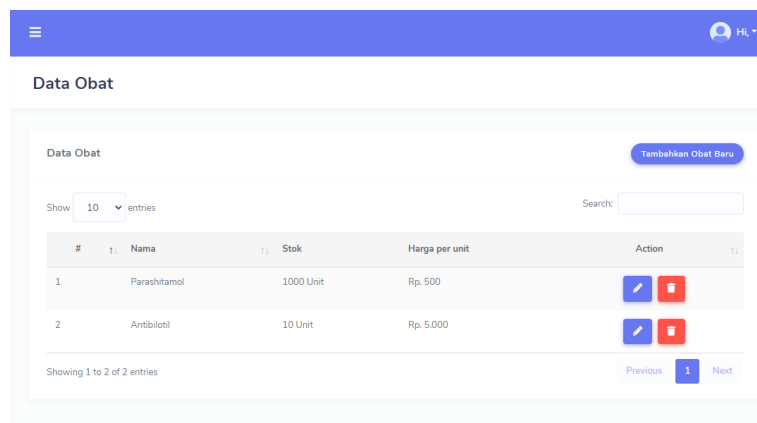 Hi,
Data Obat
Data Obat
Tambahkan Obat Baru
Show 10 entries
Search:
# Nama Stok Harga per unit Action
1 Parashitamol 1000 Unit Rp. 500
2 Antibilotil 10 Unit Rp. 5.000
Showing 1 to 2 of 2 entries
Previous 1 Next